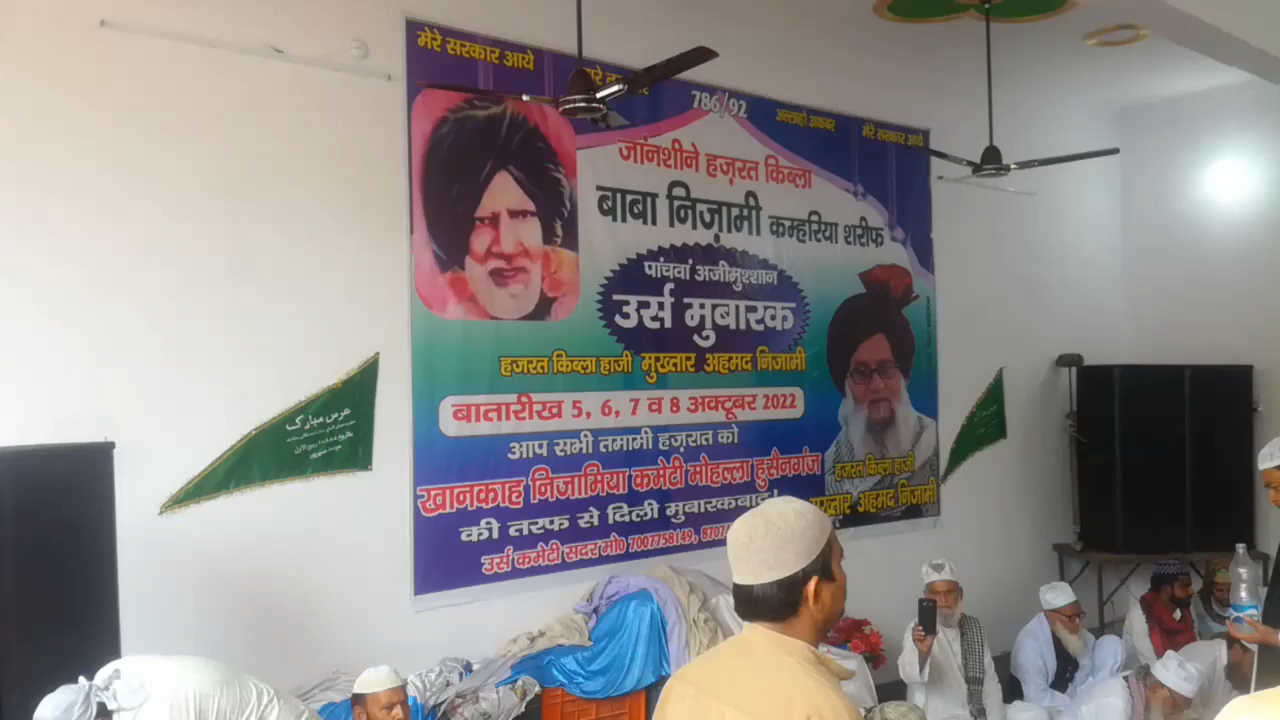 मेरे सरकार आये
786/92
अल्लाहो अकबर
मेरे सरकार आये
जांनशीने हज़रत किब्ला
बाबा निज़ामी कम्हरिया शरीफ
पांचवां अजीमुश्शान
उर्स मुबारक
हजरत किब्ला हाजी मुख्तार अहमद निजामी
बातारीख 5, 6, 7 व 8 अक्टूबर 2022
आप सभी तमामी हज़रात को
खानकाह निजामिया कमेटी मोहल्ला हुसैनगंज
की तरफ से दिली मुबारकबाद!
उर्स कमेटी सदर मो0 7007758149,
हजरत किब्ला हाजी
मुख्तार अहमद निजामी
عرس مبارک